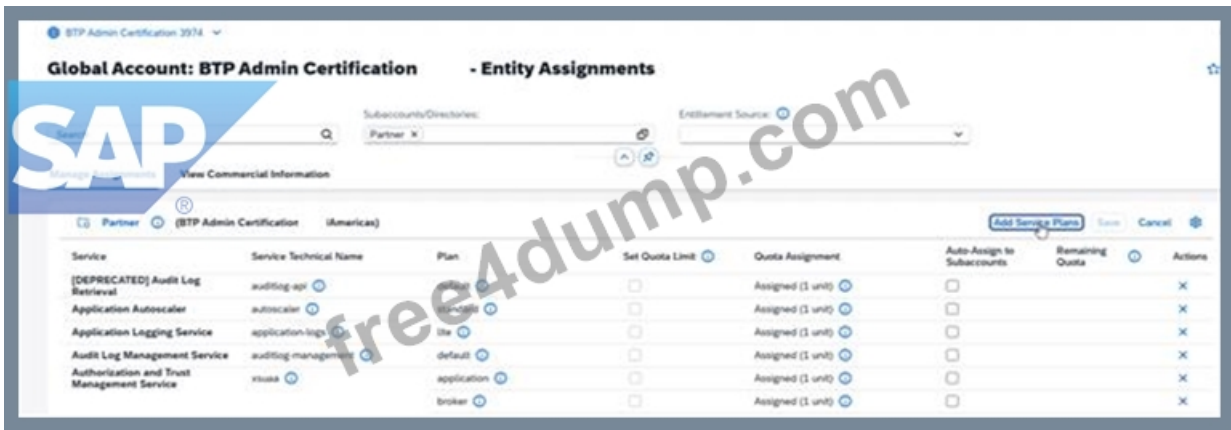 BTP Admin Certification 3974
Global Account: BTP Admin Certification - Entity Assignments
SAP
®
Subaccounts/Directories:
Entitlement Source:
Partner ×
Manage Assignments View Commercial Information
Partner (BTP Admin Certification (Americas)
Add Service Plans Save Cancel
Service Service Technical Name Plan Set Quota Limit: Quota Assignment Auto-Assign to Subaccounts Remaining Quota Actions
[DEPRECATED] Audit Log Retrieval auditlog-api default Assigned (1 unit)
Application Autoscaler autoscaler standard Assigned (1 unit)
Application Logging Service application-logs lite Assigned (1 unit)
Audit Log Management Service auditlog-management default Assigned (1 unit)
Authorization and Trust Management Service xsuaa application Assigned (1 unit)
broker Assigned (1 unit)
free4dump.com